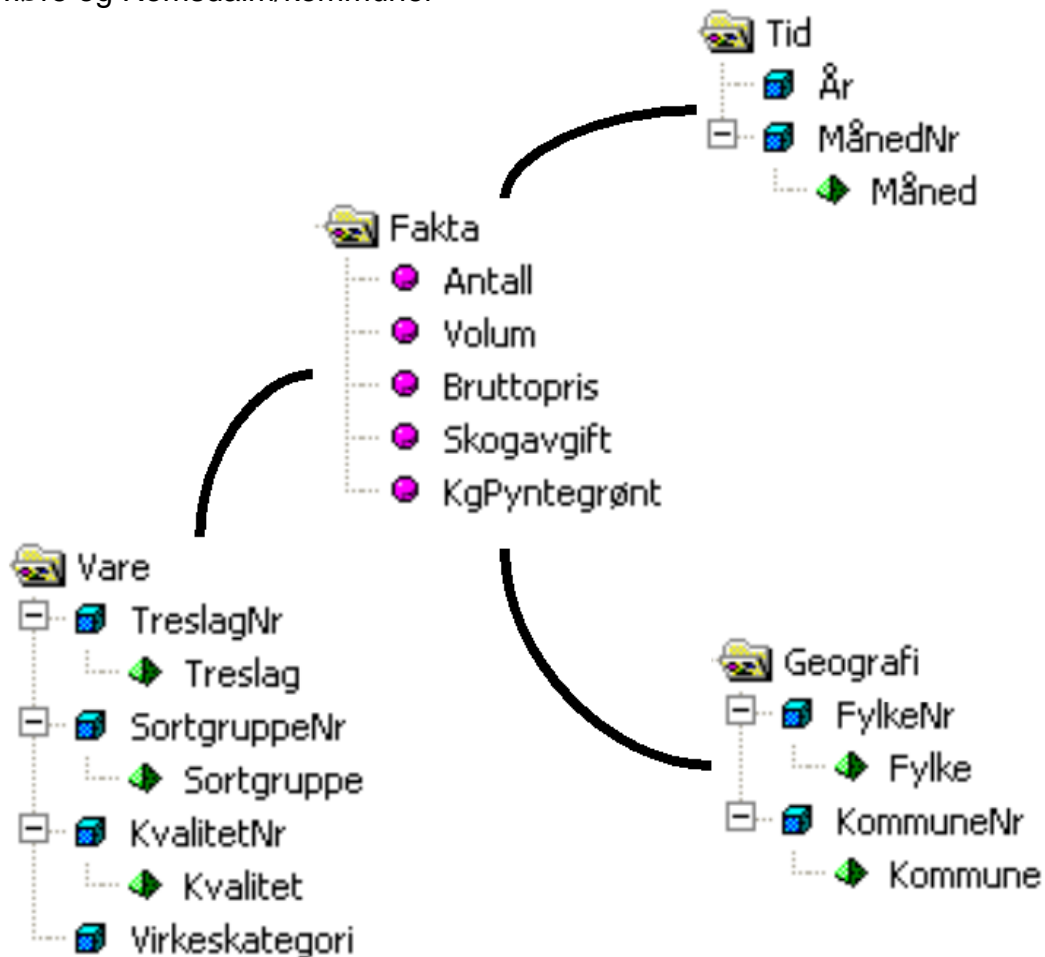 Tid
År
MånedNr
Måned
Fakta
Antall
Volum
Bruttopris
Skogavgift
KgPyntegrønt
Vare
TreslagNr
Treslag
SortgruppeNr
Sortgruppe
KvalitetNr
Kvalitet
Virkeskategori
Geografi
FylkeNr
Fylke
KommuneNr
Kommune